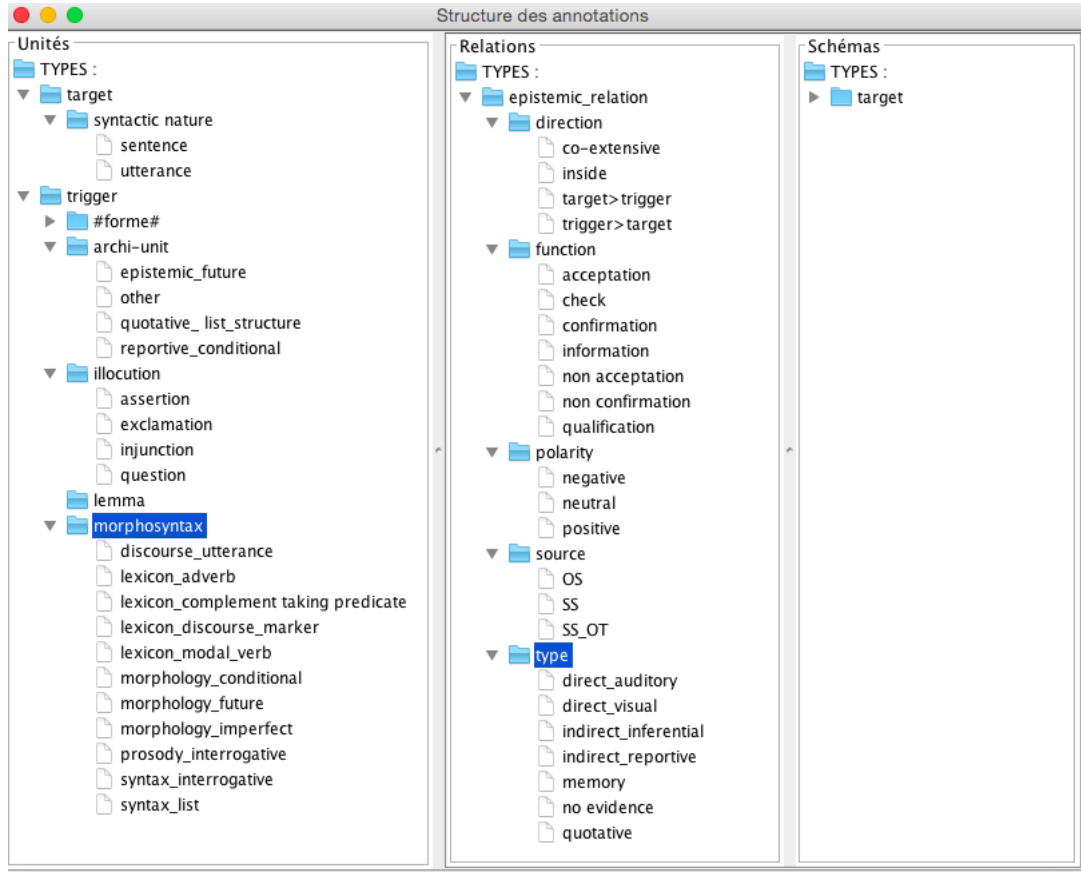 Structure des annotations
Unités
TYPES :
target
syntactic nature
sentence
utterance
trigger
#forme#
archi-unit
epistemic_future
other
quotative_ list_structure
reportive_conditional
illocution
assertion
exclamation
injunction
question
lemma
morphosyntax
discourse_utterance
lexicon_adverb
lexicon_complement taking predicate
lexicon_discourse_marker
lexicon_modal_verb
morphology_conditional
morphology_future
morphology_imperfect
prosody_interrogative
syntax_interrogative
syntax_list
Relations
TYPES :
epistemic_relation
direction
co-extensive
inside
target>trigger
trigger>target
function
acceptation
check
confirmation
information
non acceptation
non confirmation
qualification
polarity
negative
neutral
positive
source
OS
SS
SS_OT
type
direct_auditory
direct_visual
indirect_inferential
indirect_reportive
memory
no evidence
quotative
Schémas
TYPES :
target